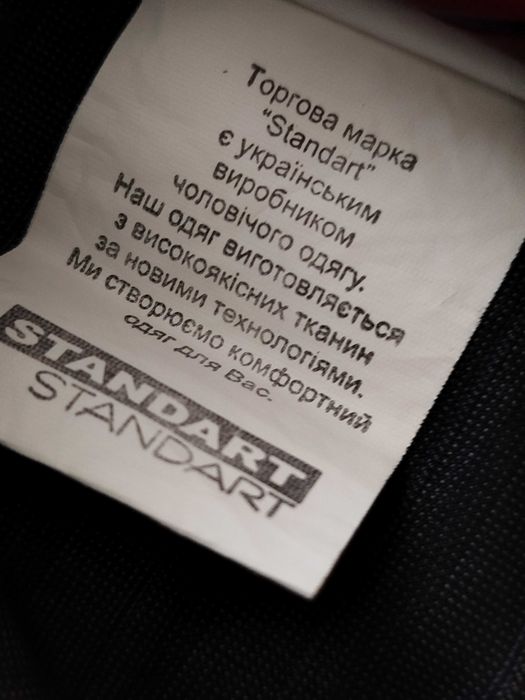 Торгова марка
"Standart"
є українським
виробником
чоловічого одягу.
Наш одяг виготовляється
з високоякісних тканин
за новими технологіями.
Ми створюємо комфортний
одяг для Вас.
STANDART
STANDART